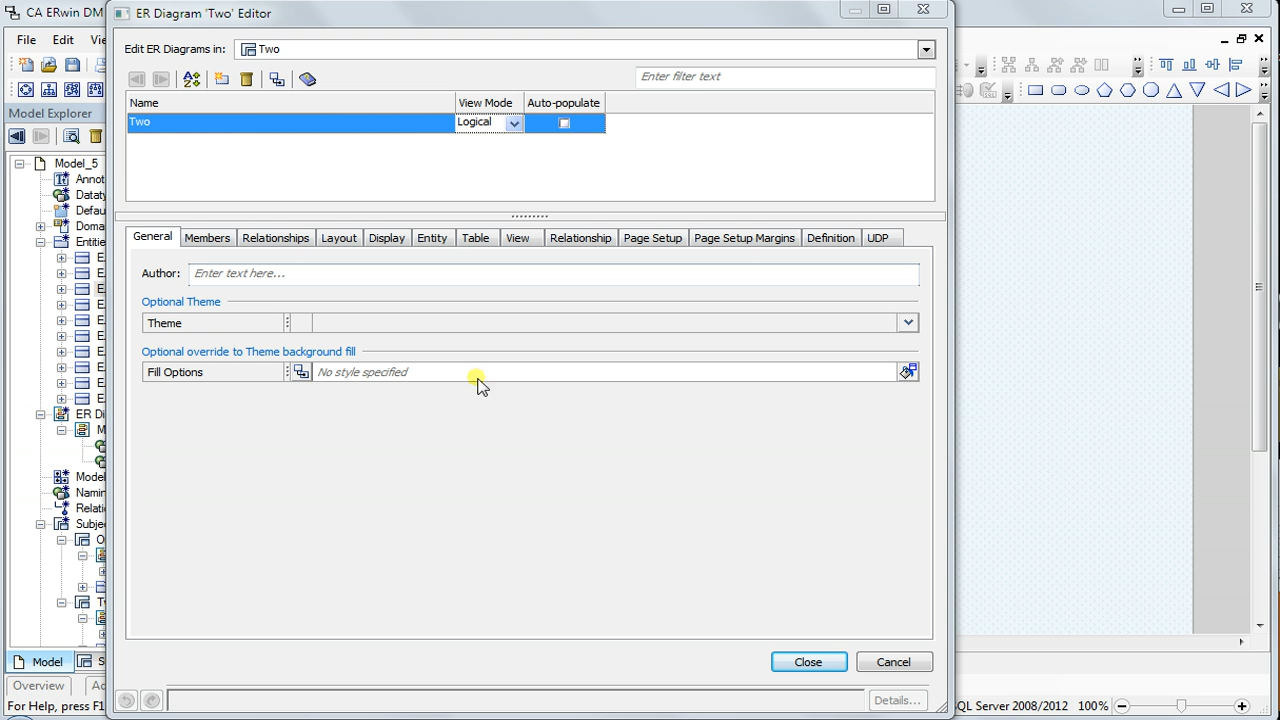 CA ERwin DM
ER Diagram 'Two' Editor
File Edit Vie
Edit ER Diagrams in: Two
Enter filter text
Name View Mode Auto-populate
Two Logical
Model Explorer
Model_5
Annot
Dataty
Defau
Doma
Entitie
E
E
E
E
E
E
E
E
E
E
ER Di
M
Model
Namin
Relati
Subje
O
T
General Members Relationships Layout Display Entity Table View Relationship Page Setup Page Setup Margins Definition UDP
Author: Enter text here...
Optional Theme
Theme
Optional override to Theme background fill
Fill Options No style specified
Close Cancel
Model S
Overview Ac
Details...
For Help, press F1
QL Server 2008/2012 100%